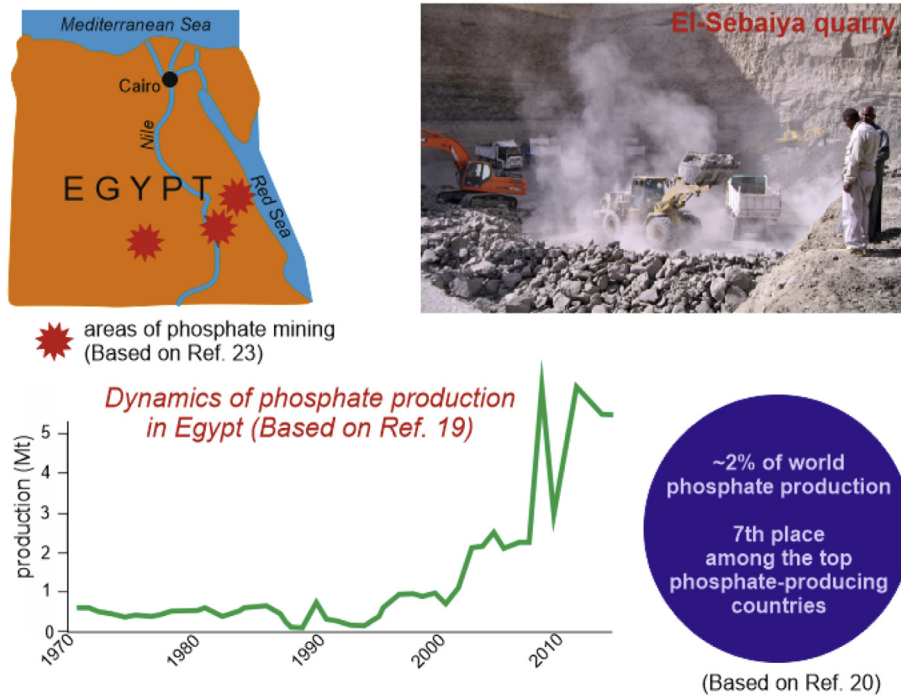 Mediterranean Sea
Cairo
Nile
EGYPT
Red Sea
El-Sebaiya quarry
areas of phosphate mining
(Based on Ref. 23)
Dynamics of phosphate production
in Egypt (Based on Ref. 19)
production (Mt)
5
4
3
2
1
0
1970
1980
1990
2000
2010
~2% of world
phosphate production
7th place
among the top
phosphate-producing
countries
(Based on Ref. 20)